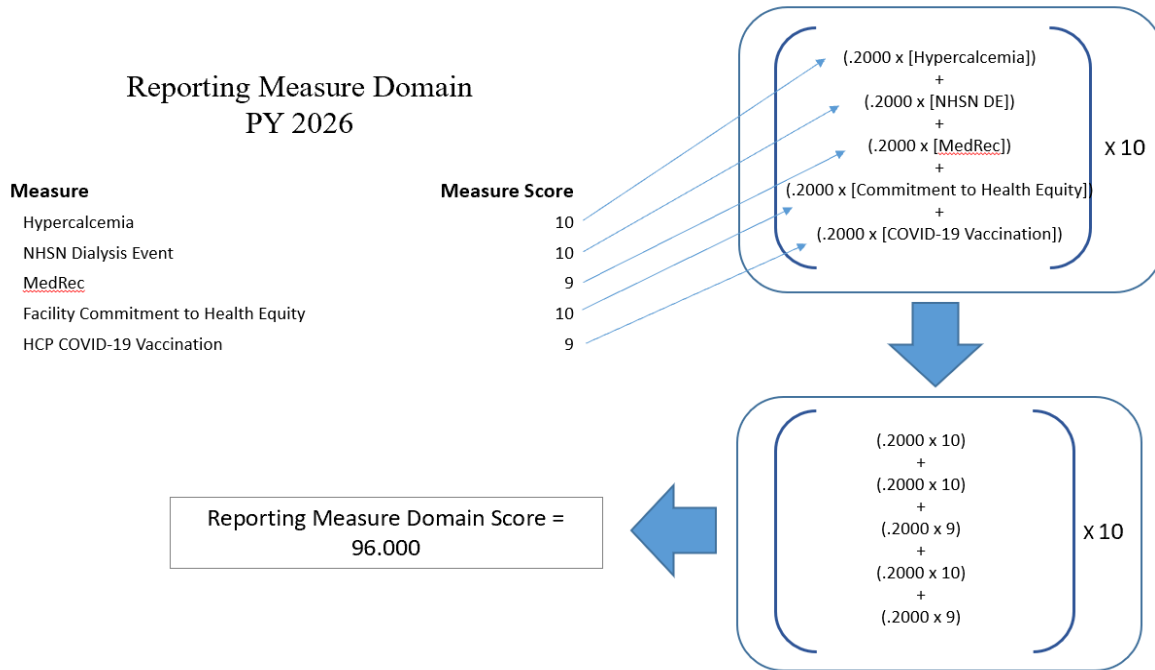 Reporting Measure Domain
PY 2026
Measure Measure Score
Hypercalcemia 10
NHSN Dialysis Event 10
MedRec 9
Facility Commitment to Health Equity 10
HCP COVID-19 Vaccination 9
(.2000 x [Hypercalcemia])
+
(.2000 x [NHSN DE])
+
(.2000 x [MedRec])
+
(.2000 x [Commitment to Health Equity])
+
(.2000 x [COVID-19 Vaccination])
X 10
(.2000 x 10)
+
(.2000 x 10)
+
(.2000 x 9)
+
(.2000 x 10)
+
(.2000 x 9)
X 10
Reporting Measure Domain Score =
96.000